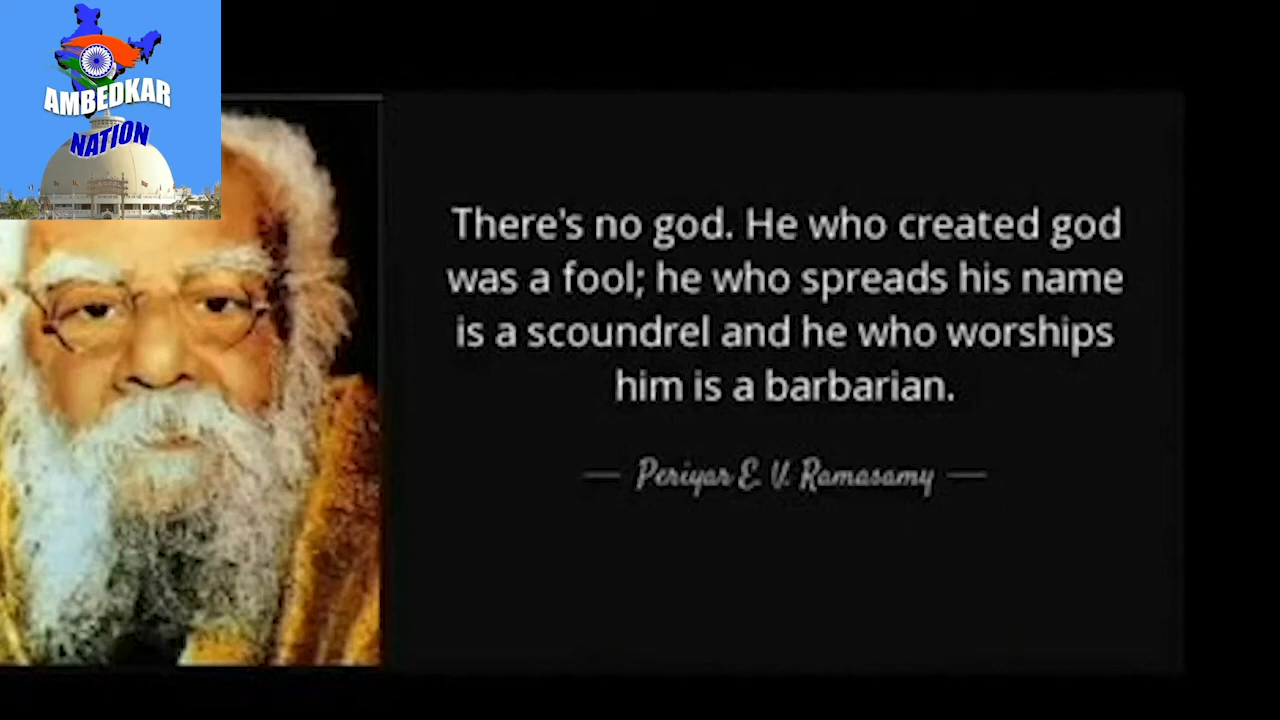 AMBEDKAR
NATION
There's no god. He who created god
was a fool; he who spreads his name
is a scoundrel and he who worships
him is a barbarian.
— Periyar E. V. Ramasamy —